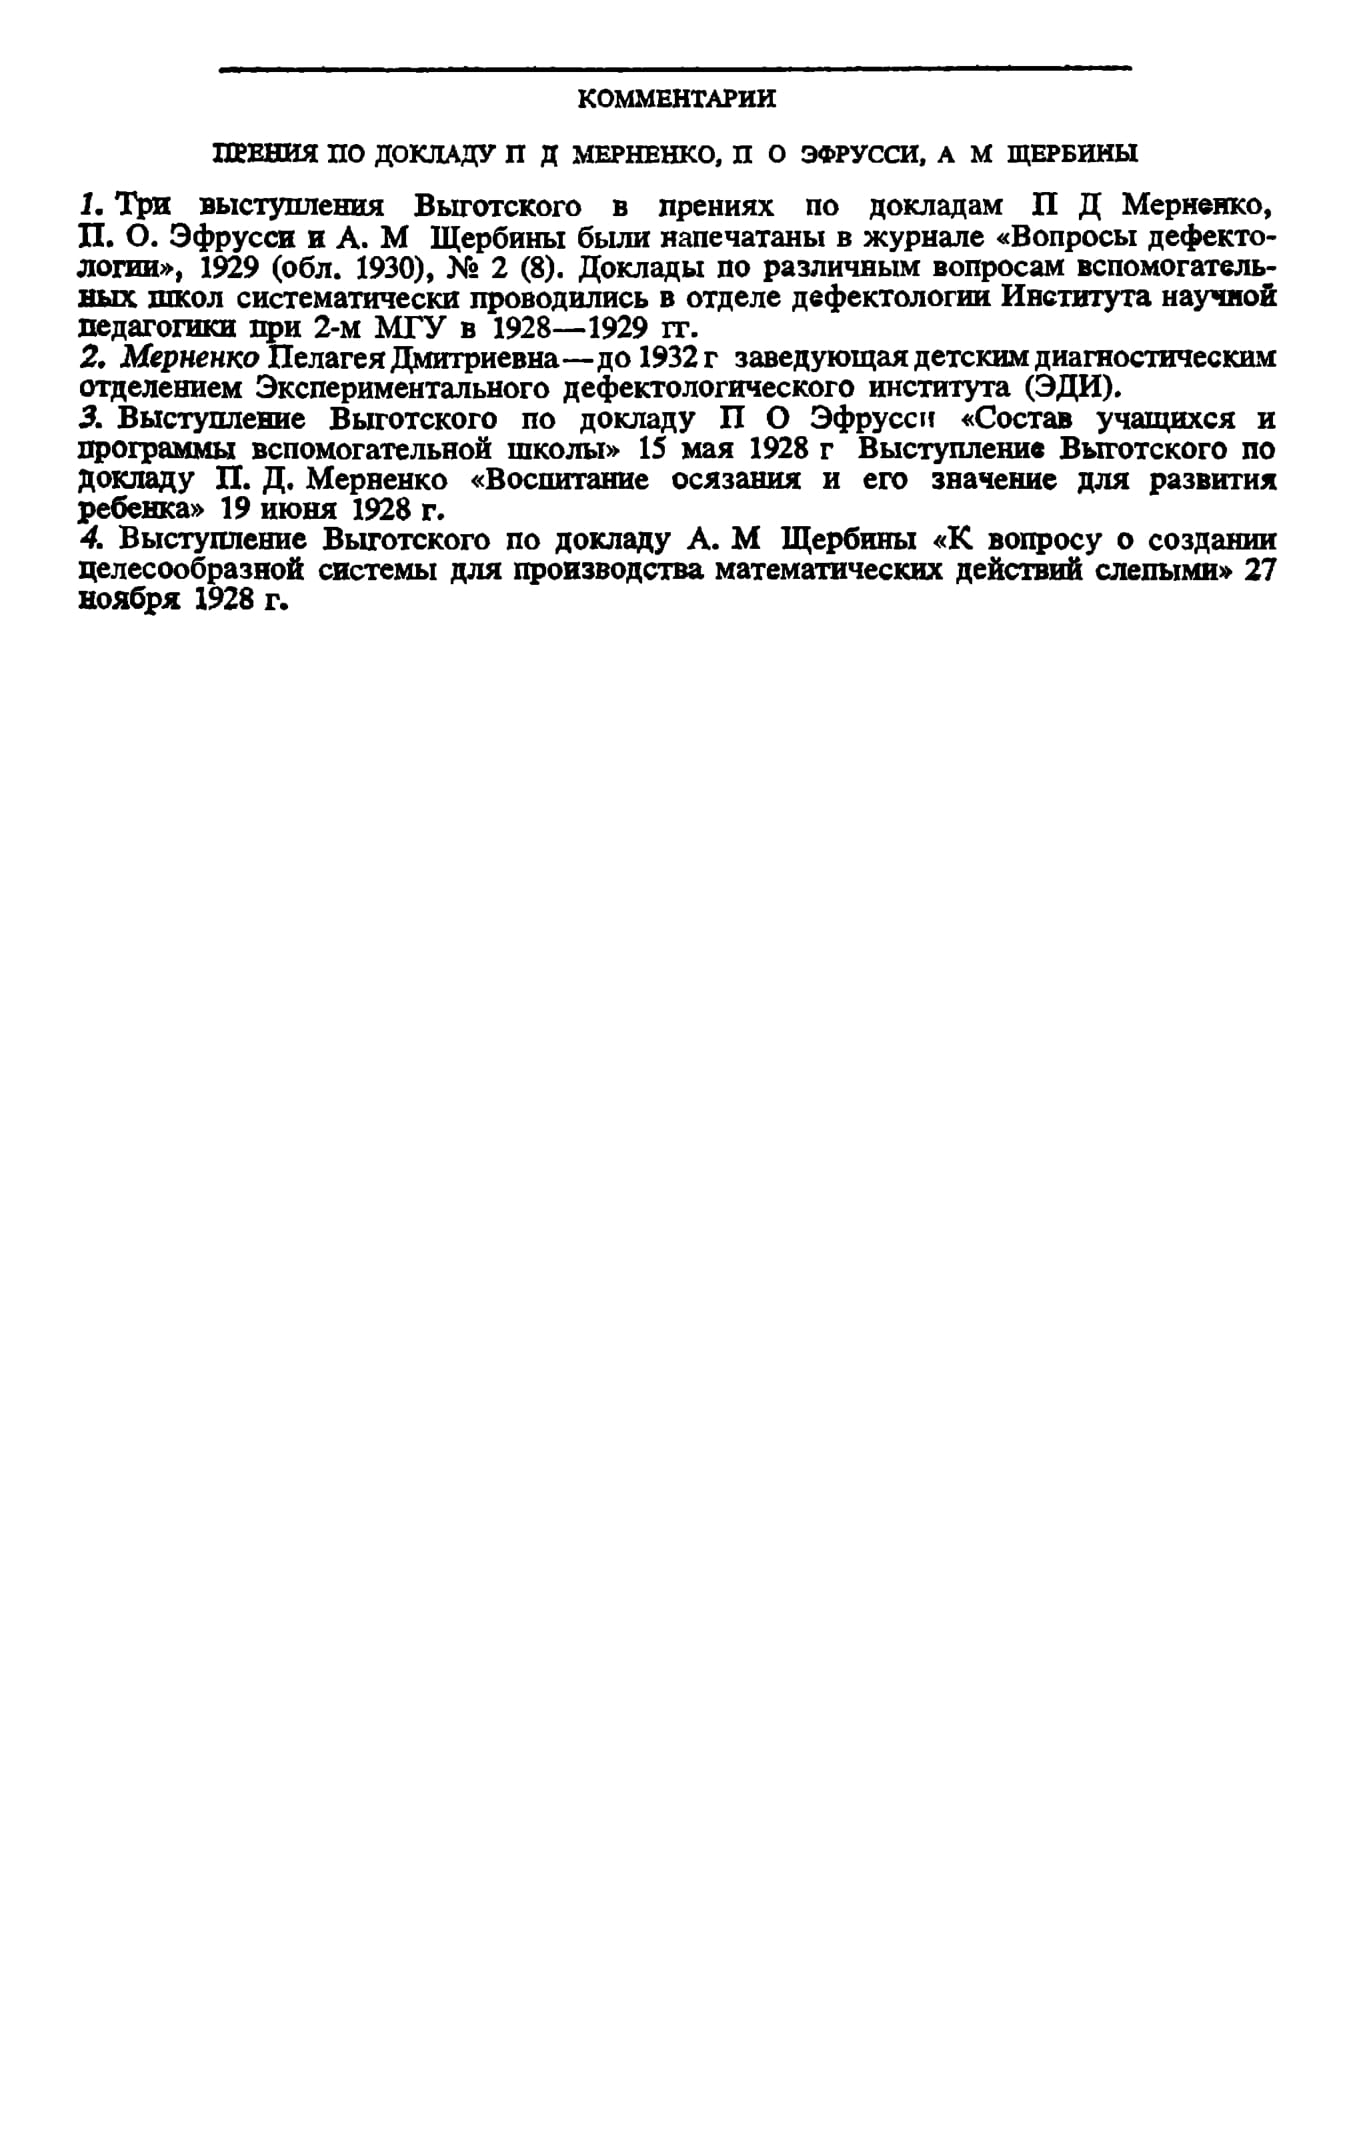 КОММЕНТАРИИ
ПРЕНИЯ ПО ДОКЛАДУ П Д МЕРНЕНКО, П О ЭФРУССИ, А М ЩЕРБИНЫ
1. Три выступления Выготского в прениях по докладам П Д Мерненко,
П. О. Эфрусси и А. М Щербины были напечатаны в журнале «Вопросы дефекто-
логии», 1929 (обл. 1930), № 2 (8). Доклады по различным вопросам вспомогатель-
ных школ систематически проводились в отделе дефектологии Института научной
педагогики при 2-м МГУ в 1928—1929 гг.
2. Мерненко Пелагея Дмитриевна—до 1932 г заведующая детским диагностическим
отделением Экспериментального дефектологического института (ЭДИ).
3. Выступление Выготского по докладу П О Эфрусси «Состав учащихся и
программы вспомогательной школы» 15 мая 1928 г Выступление Выготского по
докладу П. Д. Мерненко «Воспитание осязания и его значение для развития
ребенка» 19 июня 1928 г.
4. Выступление Выготского по докладу А. М Щербины «К вопросу о создании
целесообразной системы для производства математических действий слепыми» 27
ноября 1928 г.